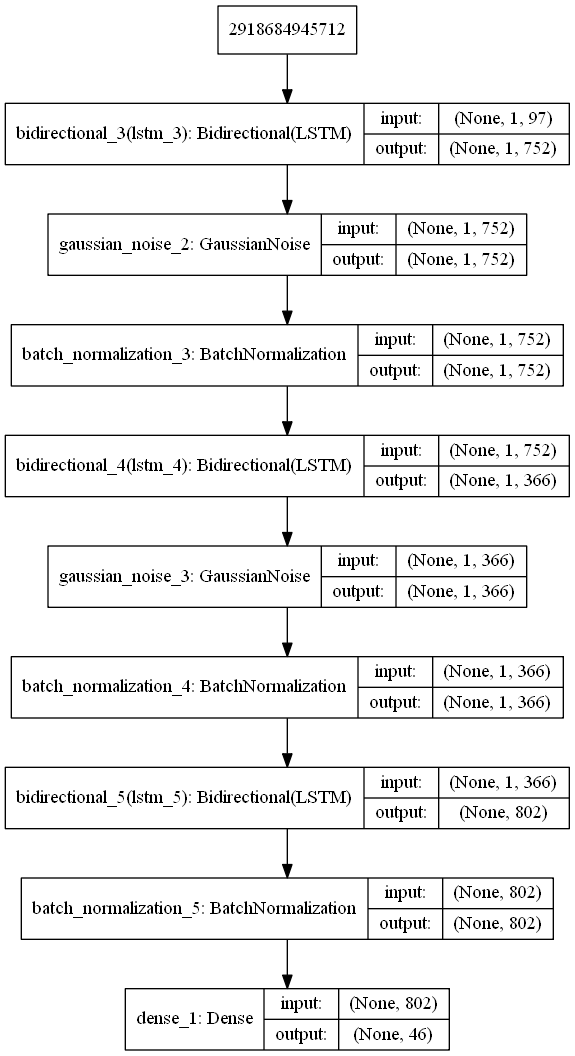 2918684945712
bidirectional_3(lstm_3): Bidirectional(LSTM)
input: (None, 1, 97)
output: (None, 1, 752)
gaussian_noise_2: GaussianNoise
input: (None, 1, 752)
output: (None, 1, 752)
batch_normalization_3: BatchNormalization
input: (None, 1, 752)
output: (None, 1, 752)
bidirectional_4(lstm_4): Bidirectional(LSTM)
input: (None, 1, 752)
output: (None, 1, 366)
gaussian_noise_3: GaussianNoise
input: (None, 1, 366)
output: (None, 1, 366)
batch_normalization_4: BatchNormalization
input: (None, 1, 366)
output: (None, 1, 366)
bidirectional_5(lstm_5): Bidirectional(LSTM)
input: (None, 1, 366)
output: (None, 802)
batch_normalization_5: BatchNormalization
input: (None, 802)
output: (None, 802)
dense_1: Dense
input: (None, 802)
output: (None, 46)